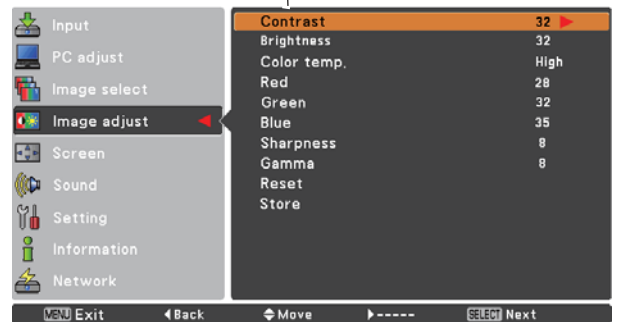 Input
PC adjust
Image select
Image adjust
Screen
Sound
Setting
Information
Network
Contrast 32
Brightness 32
Color temp. High
Red 28
Green 32
Blue 35
Sharpness 8
Gamma 8
Reset
Store
MENU Exit ◀Back Move ▶----- SELECT Next